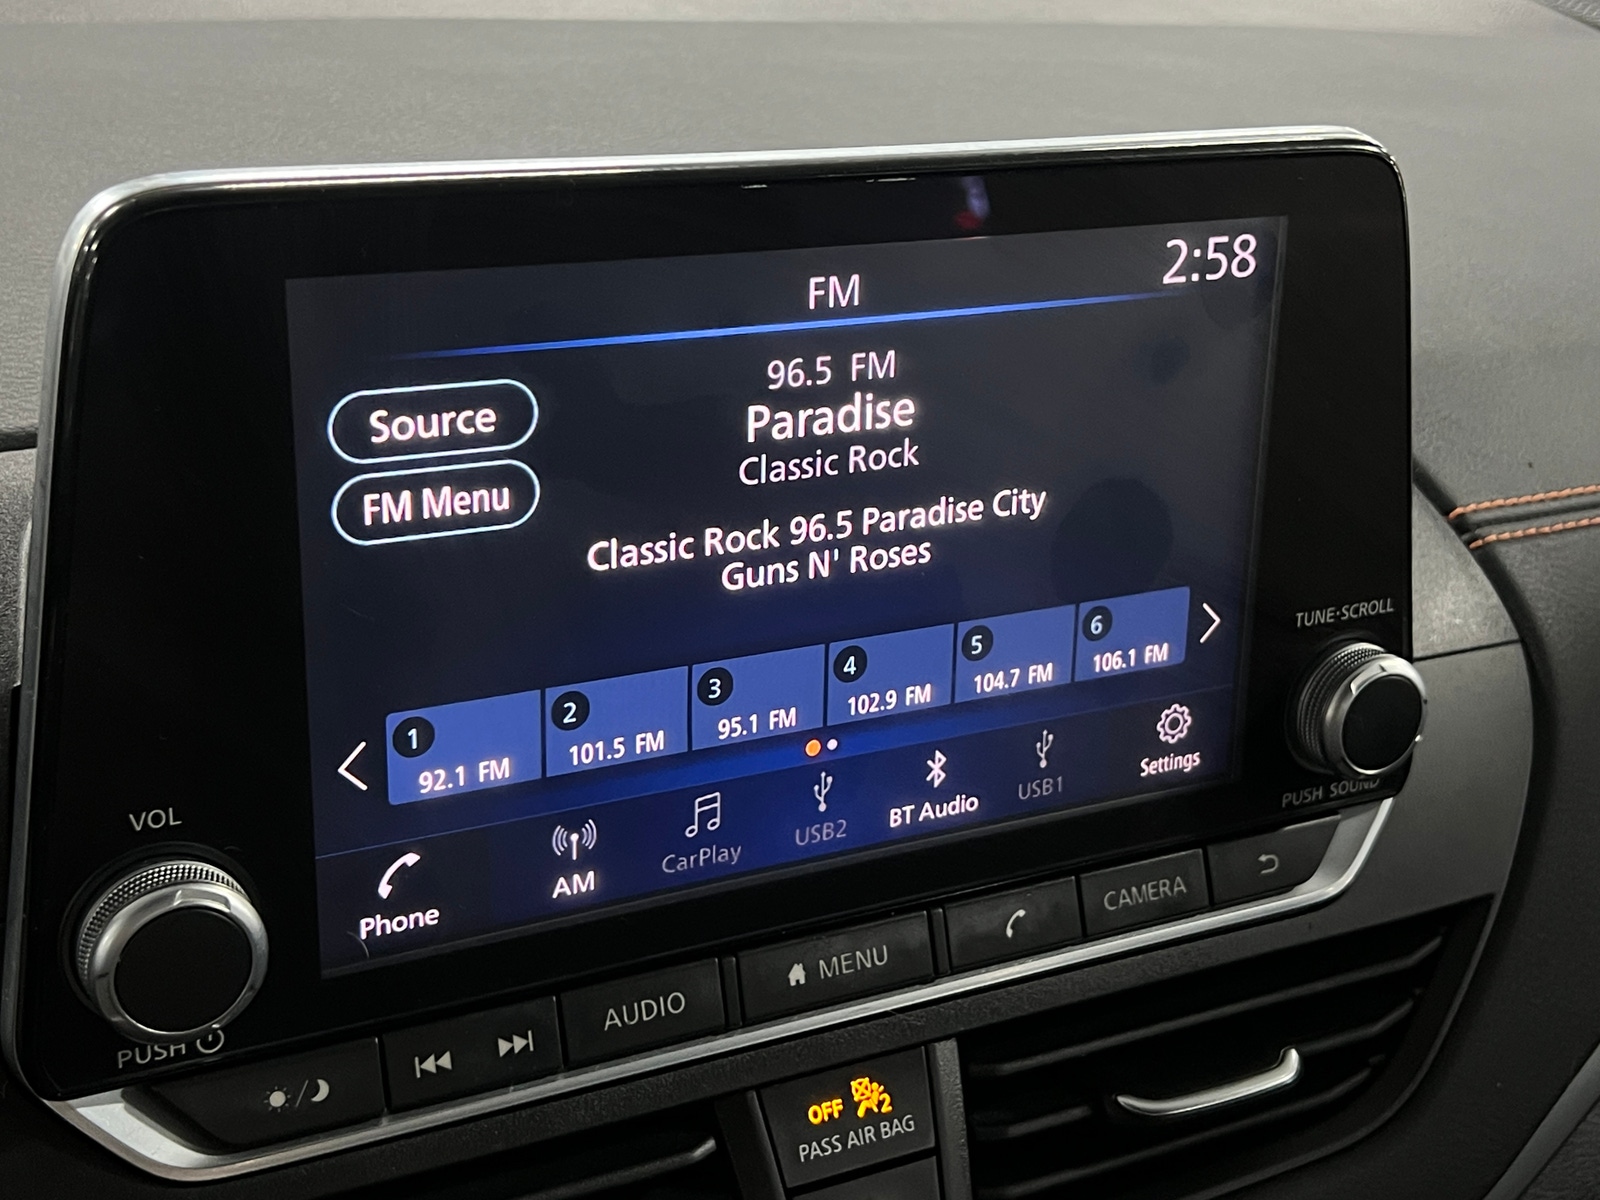 2:58
FM
96.5 FM
Paradise
Classic Rock
Source
FM Menu
Classic Rock 96.5 Paradise City
Guns N' Roses
1 92.1 FM
2 101.5 FM
3 95.1 FM
4 102.9 FM
5 104.7 FM
6 106.1 FM
Phone
AM
CarPlay
USB2
BT Audio
USB1
Settings
VOL
PUSH
TUNE·SCROLL
PUSH SOUND
AUDIO
MENU
CAMERA
OFF 2
PASS AIR BAG